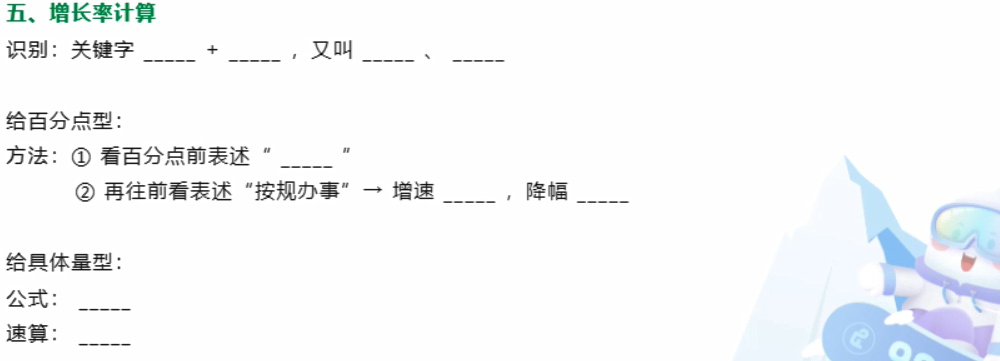 五、增长率计算
识别：关键字 _____ + _____ ，又叫 _____ 、 _____
给百分点型：
方法：① 看百分点前表述“ _____ ”
② 再往前看表述“按规办事”→ 增速 _____ ，降幅 _____
给具体量型：
公式： _____
速算： _____